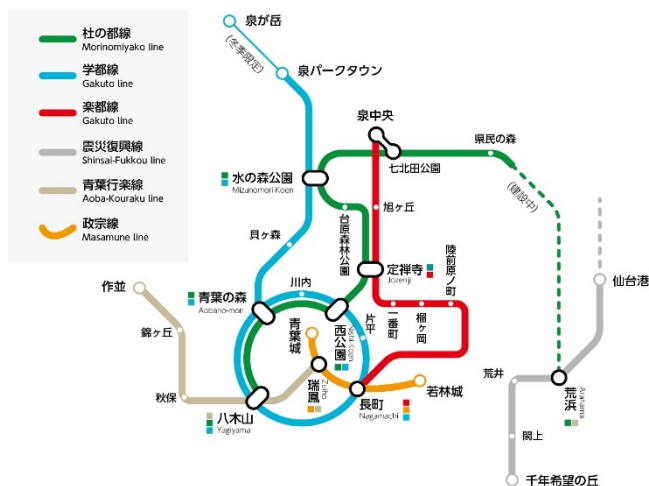 杜の都線
Morinomiyako line
学都線
Gakuto line
楽都線
Gakuto line
震災復興線
Shinsai-Fukkou line
青葉行楽線
Aoba-Kouraku line
政宗線
Masamune line
泉が岳
(冬季限定)
泉パークタウン
泉中央
七北田公園
県民の森
(建設中)
水の森公園
Mizunomori-Koen
台原森林公園
旭ヶ丘
貝ヶ森
定禅寺
Jozenji
陸前原ノ町
榴ヶ岡
一番町
片平
川内
青葉の森
Aobano-mori
西公園
Nishi-Koen
青葉城
瑞鳳
Zuiho
長町
Nagamachi
若林城
八木山
Yagiyama
作並
錦ヶ丘
秋保
仙台港
荒浜
Arahama
荒井
閖上
千年希望の丘